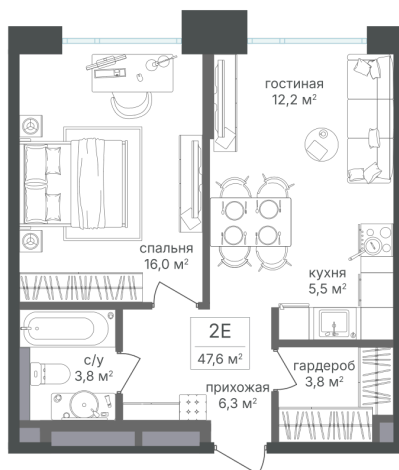 гостиная
12,2 м²
спальня
16,0 м²
кухня
5,5 м²
2Е
47,6 м²
с/у
3,8 м²
гардероб
3,8 м²
прихожая
6,3 м²